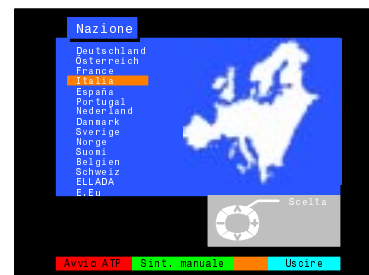 Nazione
Deutschland
Österreich
France
Italia
España
Portugal
Nederland
Danmark
Sverige
Norge
Suomi
Belgien
Schweiz
ELLADA
E.Eu
Scelta
Avvio ATP Sint. manuale Uscire